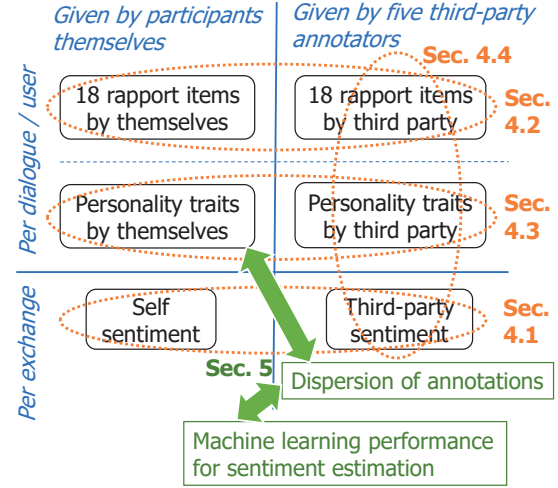 Given by participants
themselves
Given by five third-party
annotators
Sec. 4.4
Per dialogue / user
18 rapport items
by themselves
18 rapport items
by third party
Sec.
4.2
Personality traits
by themselves
Personality traits
by third party
Sec.
4.3
Per exchange
Self
sentiment
Third-party
sentiment
Sec.
4.1
Sec. 5
Dispersion of annotations
Machine learning performance
for sentiment estimation